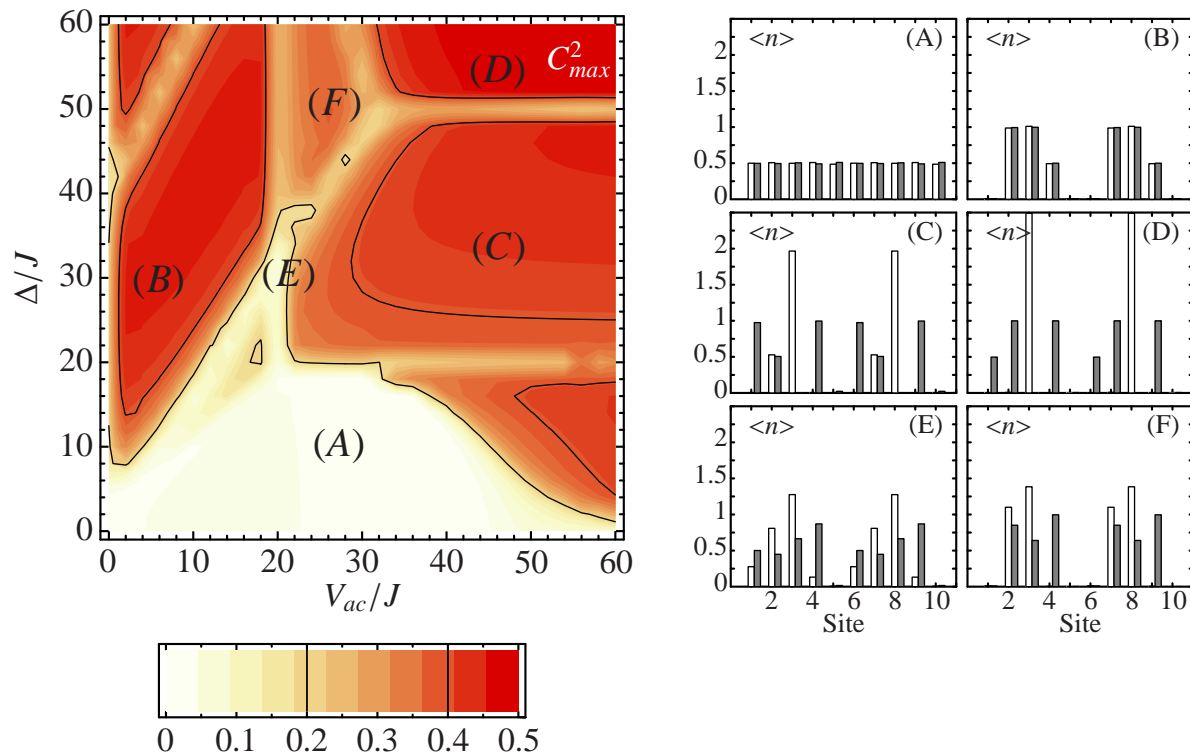 60
50
40
30
20
10
0
Δ/J
0 10 20 30 40 50 60
V_ac/J
C²_max
(D)
(F)
(B)
(E)
(C)
(A)
0 0.1 0.2 0.3 0.4 0.5
<n> (A)
<n> (B)
2
1.5
1
0.5
0
<n> (C)
<n> (D)
2
1.5
1
0.5
0
<n> (E)
<n> (F)
2
1.5
1
0.5
0
2 4 6 8 10
2 4 6 8 10
Site
Site